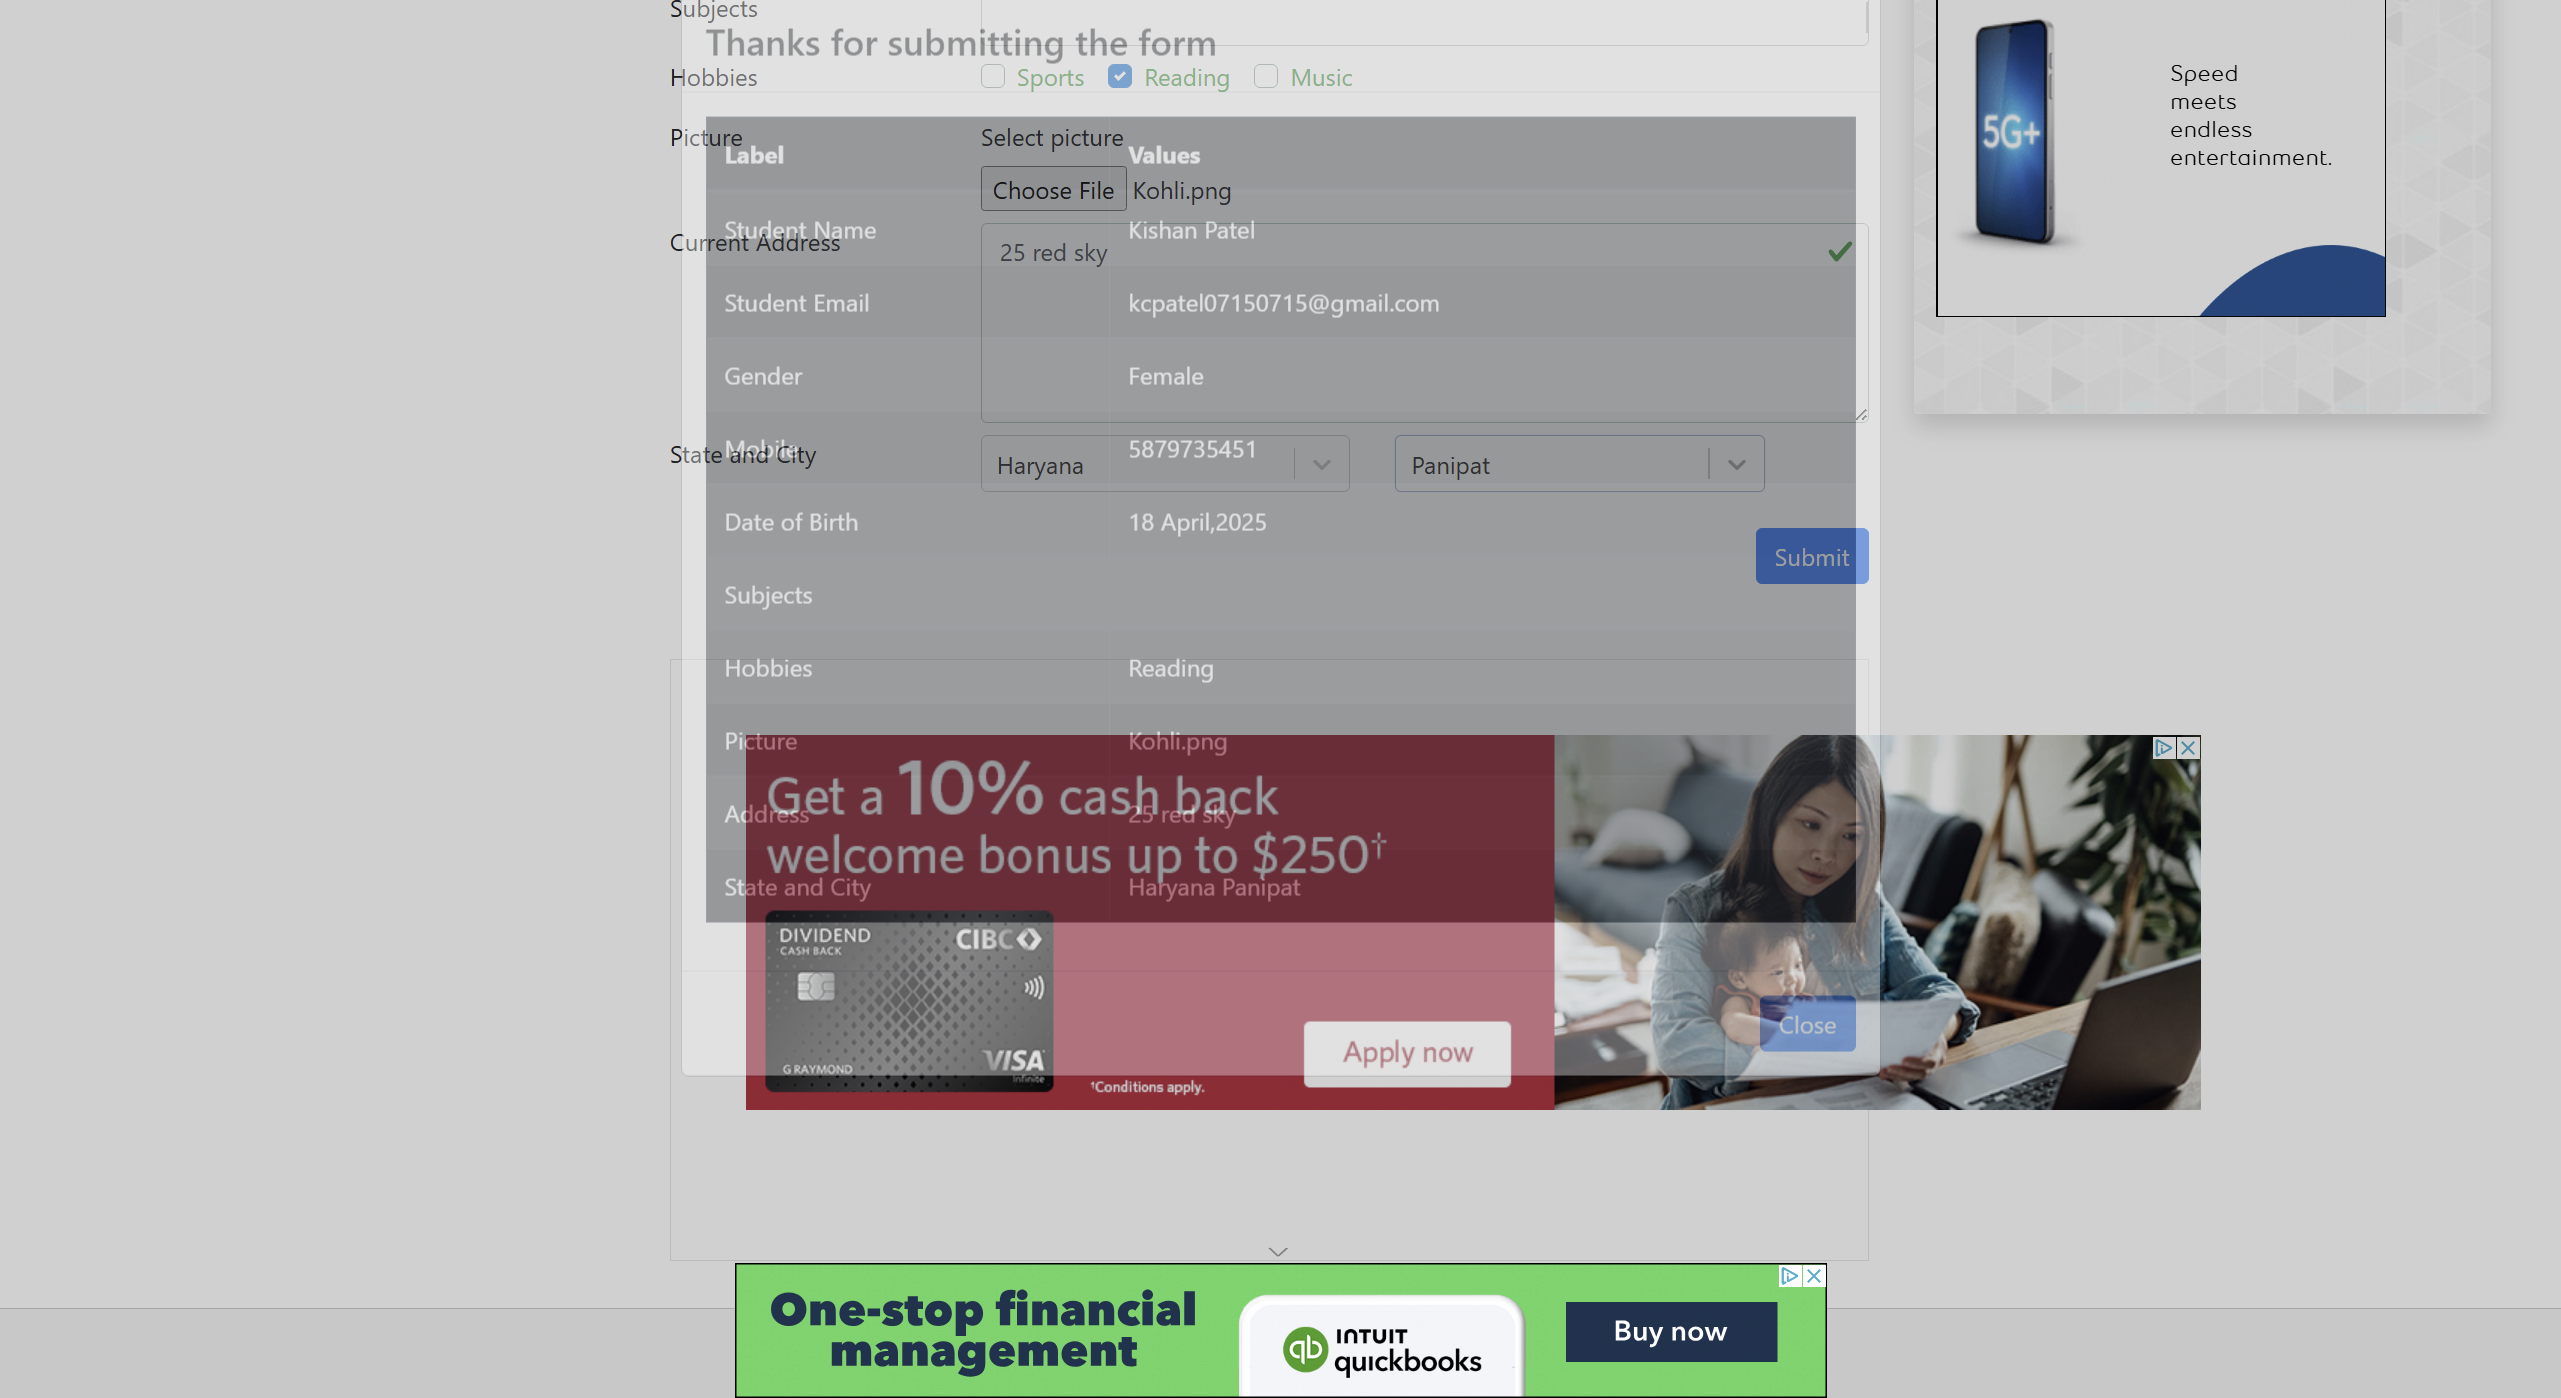 Subjects
Thanks for submitting the form
Hobbies
Sports
Reading
Music
Picture
Select picture
Label
Values
Choose File
Kohli.png
Student Name
Kishan Patel
Current Address
25 red sky
Student Email
kcpatel07150715@gmail.com
Gender
Female
Mobile
5879735451
State and City
Haryana
Panipat
Date of Birth
18 April,2025
Submit
Subjects
Hobbies
Reading
Picture
Kohli.png
Get a 10% cash back
Address
25 red sky
welcome bonus up to $250†
State and City
Haryana Panipat
DIVIDEND
CASH BACK
CIBC
G RAYMOND
VISA
Infinite
†Conditions apply.
Apply now
Close
Speed
meets
endless
entertainment.
5G+
One-stop financial
management
qb
INTUIT
quickbooks
Buy now